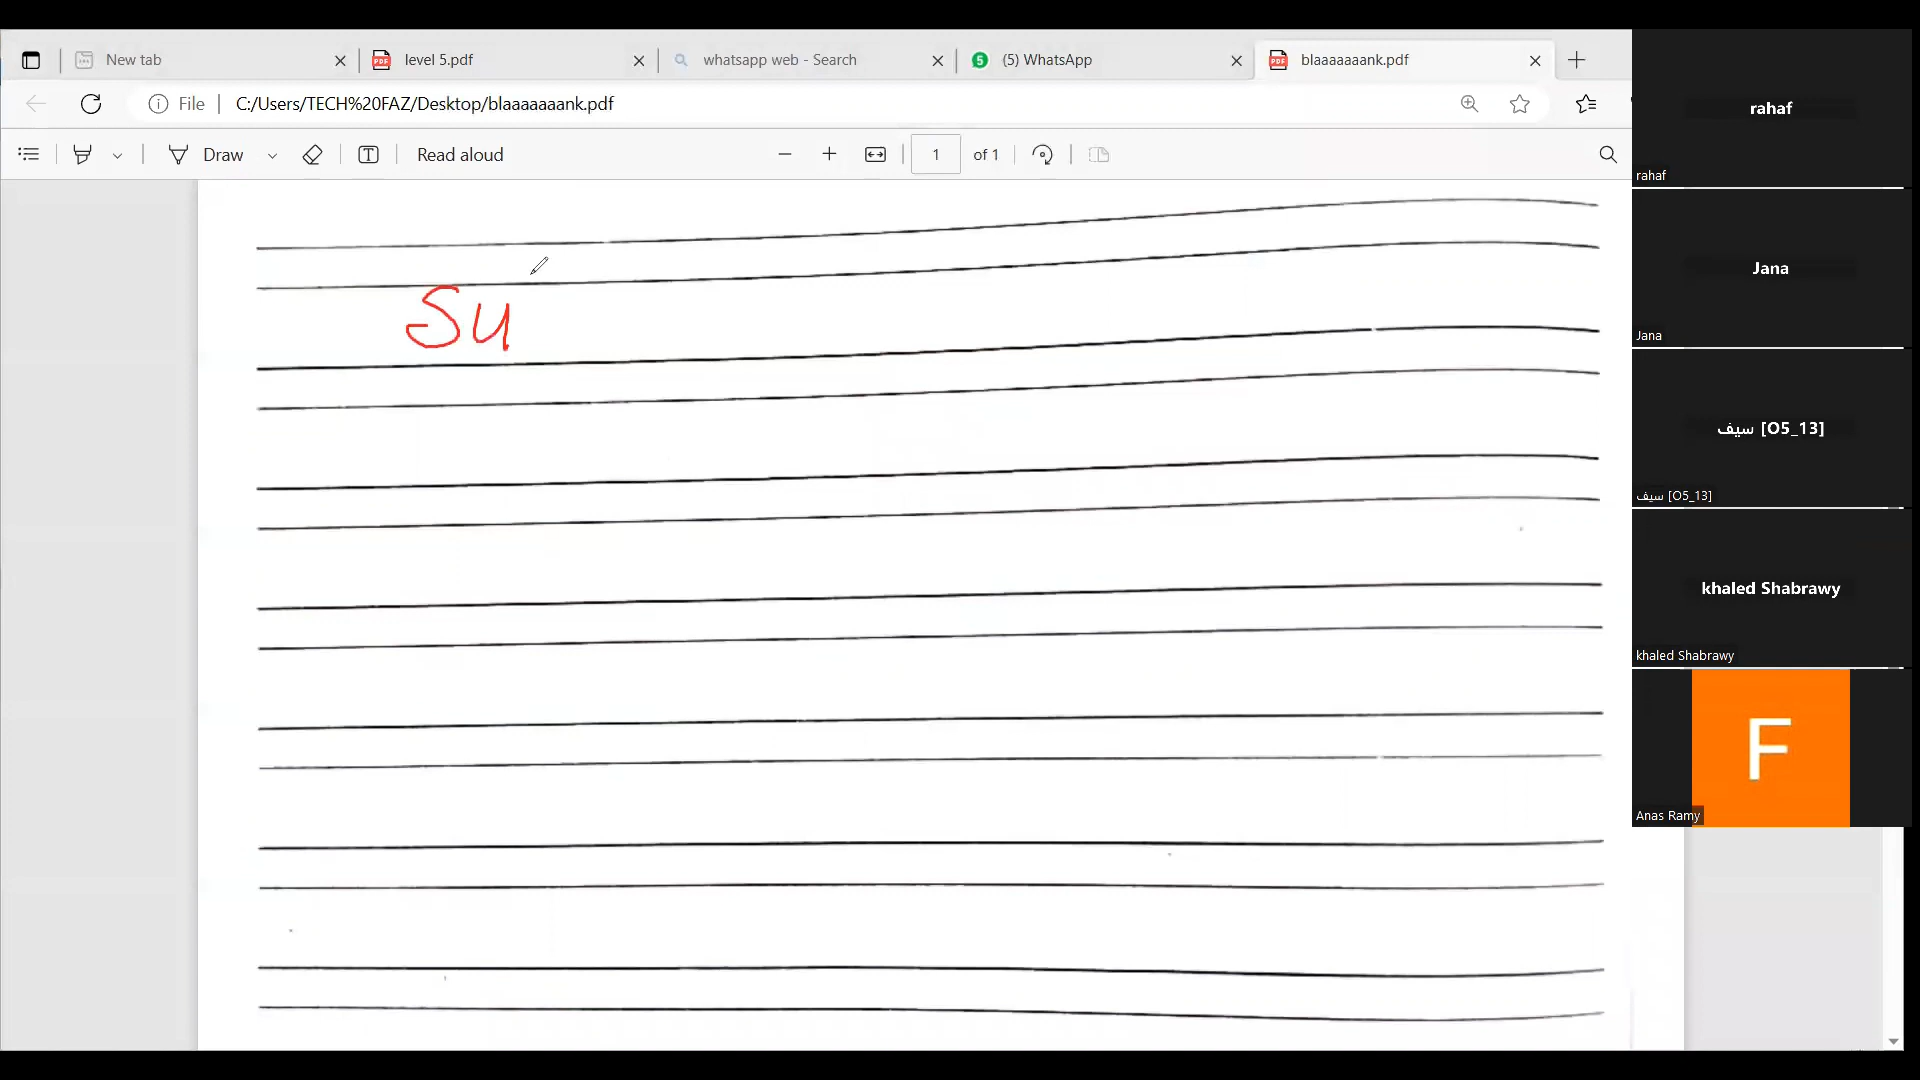 New tab
level 5.pdf
whatsapp web - Search
(5) WhatsApp
blaaaaaaank.pdf
File
C:/Users/TECH%20FAZ/Desktop/blaaaaaaank.pdf
Draw
Read aloud
1
of 1
Su
rahaf
rahaf
Jana
Jana
سيف [O5_13]
سيف [O5_13]
khaled Shabrawy
khaled Shabrawy
F
Anas Ramy